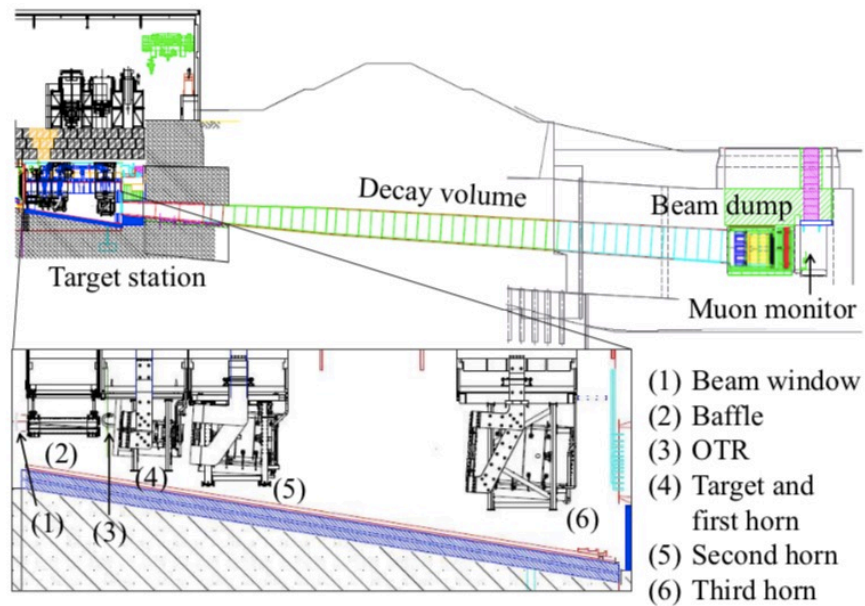 Decay volume
Beam dump
Target station
Muon monitor
(1) Beam window
(2) Baffle
(3) OTR
(4) Target and
first horn
(5) Second horn
(6) Third horn
(2)
(4)
(5)
(6)
(1)
(3)